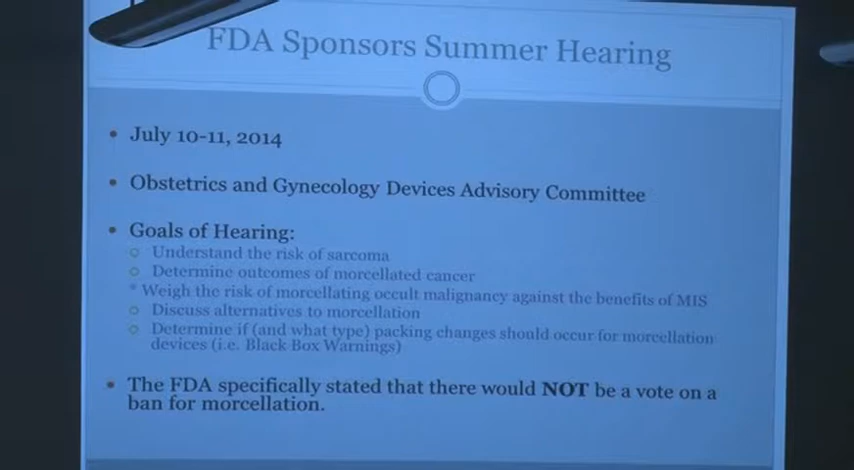 FDA Sponsors Summer Hearing
• July 10-11, 2014
• Obstetrics and Gynecology Devices Advisory Committee
• Goals of Hearing:
o Understand the risk of sarcoma
o Determine outcomes of morcellated cancer
* Weigh the risk of morcellating occult malignancy against the benefits of MIS
o Discuss alternatives to morcellation
o Determine if (and what type) packing changes should occur for morcellation
devices (i.e. Black Box Warnings)
• The FDA specifically stated that there would NOT be a vote on a
ban for morcellation.